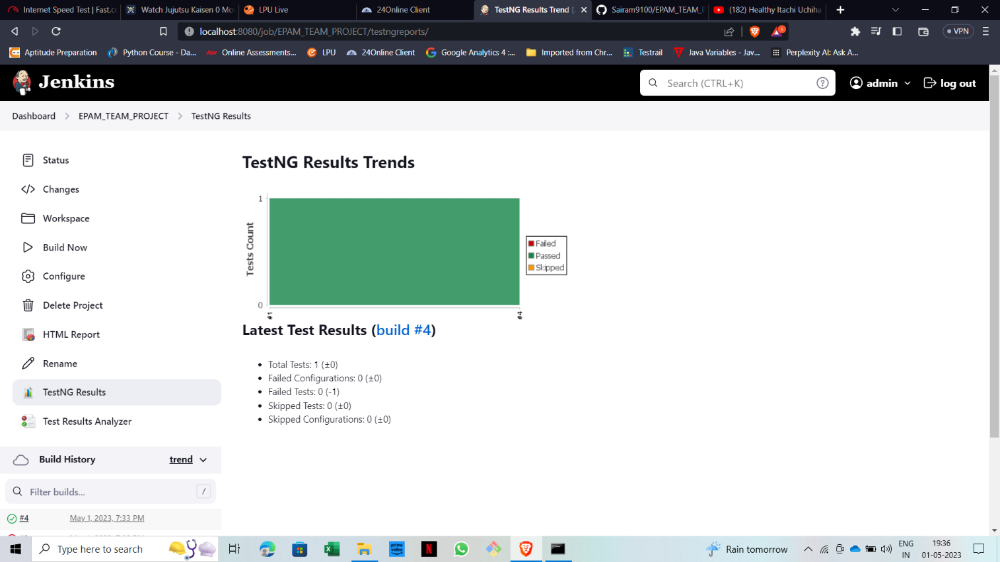 Internet Speed Test | Fast.co
Watch Jujutsu Kaisen 0 Mov
LPU Live
24Online Client
TestNG Results Trend [
Sairam9100/EPAM_TEAM_P
(182) Healthy Itachi Uchiha
localhost:8080/job/EPAM_TEAM_PROJECT/testngreports/
1
VPN
Aptitude Preparation
Python Course - Da...
Online Assessments...
LPU
24Online Client
Google Analytics 4 :...
Imported from Chr...
Testrail
Java Variables - Jav...
Perplexity AI: Ask A...
Jenkins
Search (CTRL+K)
?
admin
log out
Dashboard
EPAM_TEAM_PROJECT
TestNG Results
Status
Changes
Workspace
Build Now
Configure
Delete Project
HTML Report
Rename
TestNG Results
Test Results Analyzer
Build History
trend
Filter builds...
/
#4
May 1, 2023, 7:33 PM
TestNG Results Trends
Tests Count
1
0
#1
#4
Failed
Passed
Skipped
Latest Test Results (build #4)
• Total Tests: 1 (±0)
• Failed Configurations: 0 (±0)
• Failed Tests: 0 (-1)
• Skipped Tests: 0 (±0)
• Skipped Configurations: 0 (±0)
Type here to search
prime video
N
Rain tomorrow
ENG
IN
19:36
01-05-2023